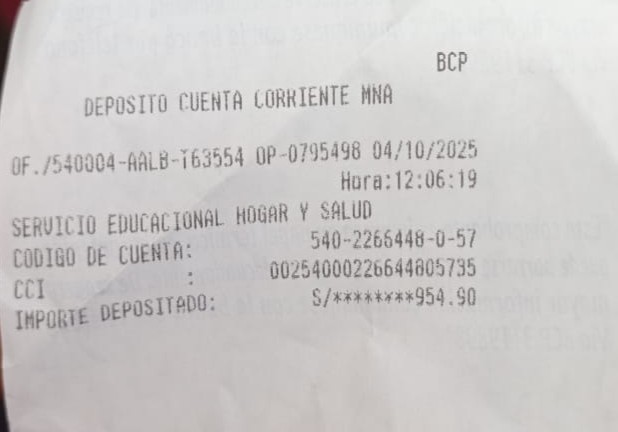 BCP
DEPOSITO CUENTA CORRIENTE MNA
OF./540004-AALB-T63554 OP-0795498 04/10/2025
Hora:12:06:19
SERVICIO EDUCACIONAL HOGAR Y SALUD
CODIGO DE CUENTA: 540-2266448-0-57
CCI : 00254000226644805735
IMPORTE DEPOSITADO: S/********954.90